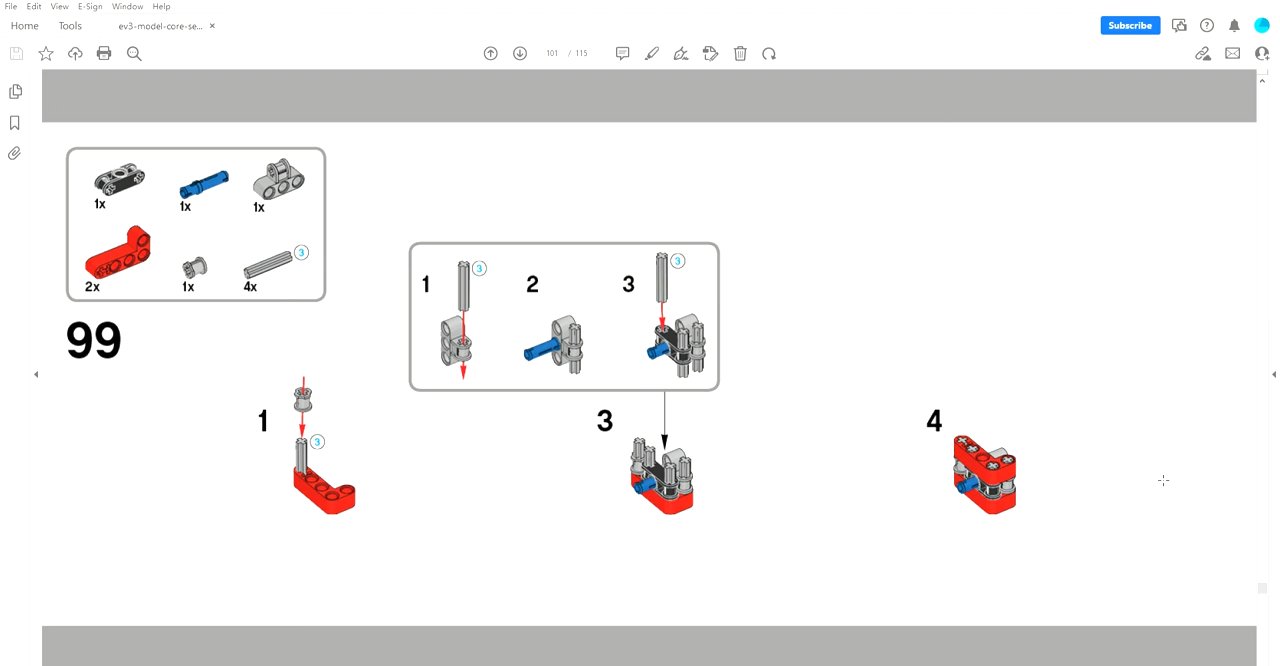 File Edit View E-Sign Window Help
Home Tools ev3-model-core-se... ×
Subscribe
101 / 115
1x 1x 1x
3
2x 1x 4x
99
1 3 2 3 3
1 3
3
4